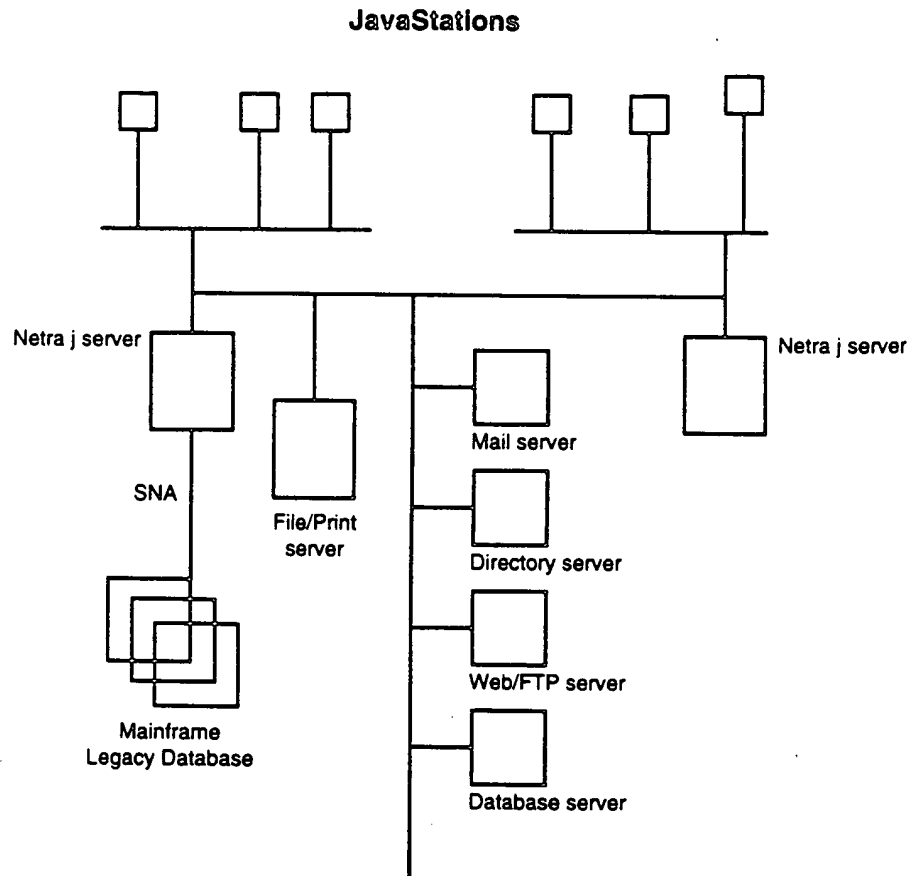 JavaStations
Netra j server
Netra j server
Mail server
SNA
File/Print
server
Directory server
Web/FTP server
Mainframe
Legacy Database
Database server